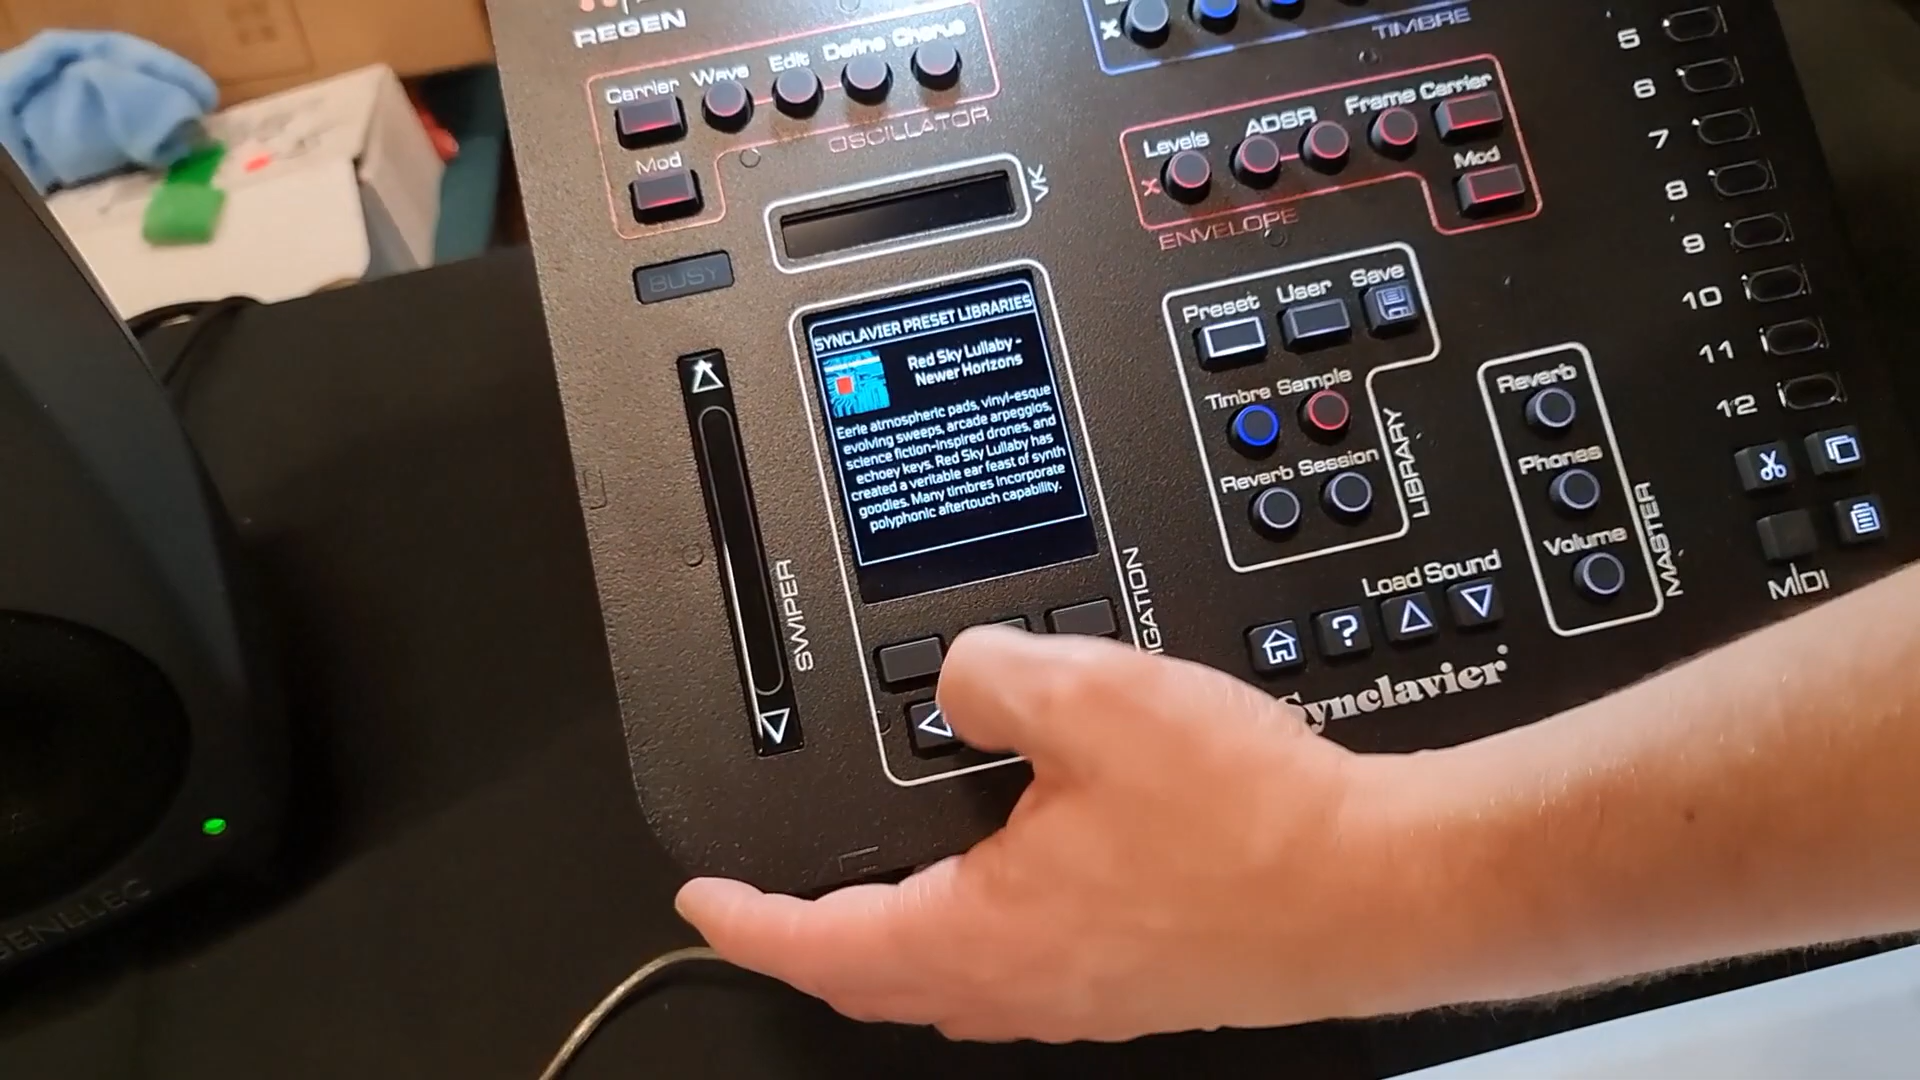 REGEN
Carrier Wave Edit Define Chorus
OSCILLATOR
Mod
TIMBRE
X
Levels ADSR Frame Carrier
X
Mod
ENVELOPE
VK
BUSY
SYNCLAVIER PRESET LIBRARIES
Red Sky Lullaby -
Newer Horizons
Eerie atmospheric pads, vinyl-esque
evolving sweeps, arcade arpeggios,
science fiction-inspired drones, and
echoey keys. Red Sky Lullaby has
created a veritable ear feast of synth
goodies. Many timbres incorporate
polyphonic aftertouch capability.
SWIPER
Preset User Save
Timbre Sample
Reverb Session
LIBRARY
Reverb
Phones
Volume
MASTER
Load Sound
?
Synclavier
5
6
7
8
9
10
11
12
MIDI